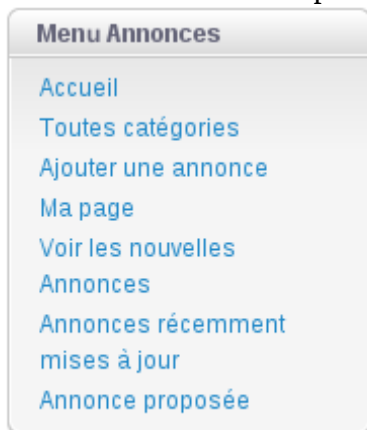 Menu Annonces
Accueil
Toutes catégories
Ajouter une annonce
Ma page
Voir les nouvelles
Annonces
Annonces récemment
mises à jour
Annonce proposée